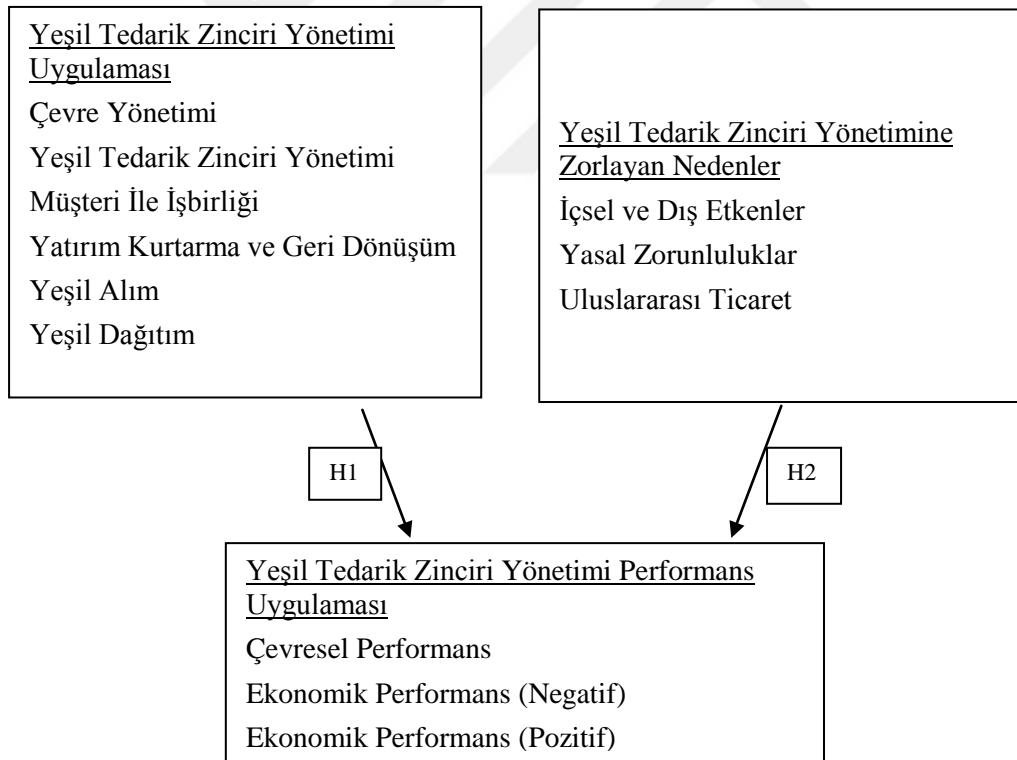 Yeşil Tedarik Zinciri Yönetimi
Uygulaması
Çevre Yönetimi
Yeşil Tedarik Zinciri Yönetimi
Müşteri İle İşbirliği
Yatırım Kurtarma ve Geri Dönüşüm
Yeşil Alım
Yeşil Dağıtım
Yeşil Tedarik Zinciri Yönetimine
Zorlayan Nedenler
İçsel ve Dış Etkenler
Yasal Zorunluluklar
Uluslararası Ticaret
H1
H2
Yeşil Tedarik Zinciri Yönetimi Performans
Uygulaması
Çevresel Performans
Ekonomik Performans (Negatif)
Ekonomik Performans (Pozitif)